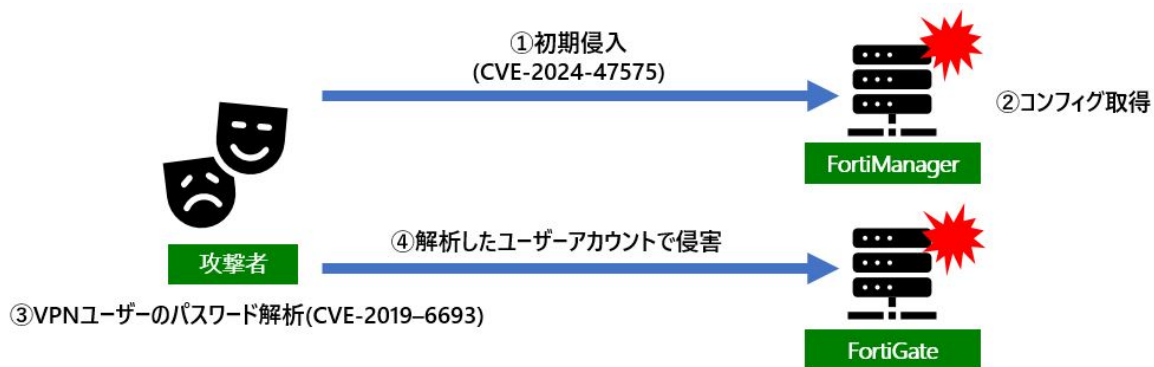 ①初期侵入
(CVE-2024-47575)
②コンフィグ取得
FortiManager
④解析したユーザーアカウントで侵害
攻撃者
③VPNユーザーのパスワード解析(CVE-2019–6693)
FortiGate